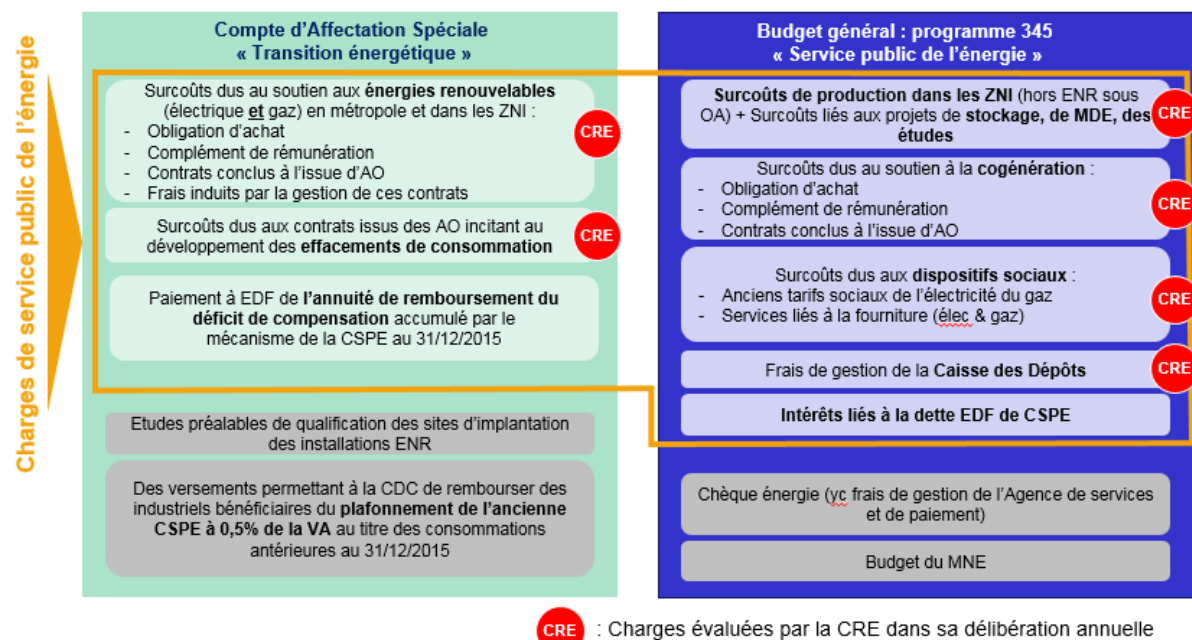 Charges de service public de l'énergie
Compte d'Affectation Spéciale
« Transition énergétique »
Surcoûts dus au soutien aux énergies renouvelables
(électrique et gaz) en métropole et dans les ZNI :
- Obligation d'achat
- Complément de rémunération
- Contrats conclus à l'issue d'AO
- Frais induits par la gestion de ces contrats
CRE
Surcoûts dus aux contrats issus des AO incitant au
développement des effacements de consommation
CRE
Paiement à EDF de l'annuité de remboursement du
déficit de compensation accumulé par le
mécanisme de la CSPE au 31/12/2015
Etudes préalables de qualification des sites d'implantation
des installations ENR
Des versements permettant à la CDC de rembourser des
industriels bénéficiaires du plafonnement de l'ancienne
CSPE à 0,5% de la VA au titre des consommations
antérieures au 31/12/2015
Budget général : programme 345
« Service public de l'énergie »
Surcoûts de production dans les ZNI (hors ENR sous
OA) + Surcoûts liés aux projets de stockage, de MDE, des
études
CRE
Surcoûts dus au soutien à la cogénération :
- Obligation d'achat
- Complément de rémunération
- Contrats conclus à l'issue d'AO
CRE
Surcoûts dus aux dispositifs sociaux :
- Anciens tarifs sociaux de l'électricité du gaz
- Services liés à la fourniture (élec & gaz)
CRE
Frais de gestion de la Caisse des Dépôts
CRE
Intérêts liés à la dette EDF de CSPE
Chèque énergie (yc frais de gestion de l'Agence de services
et de paiement)
Budget du MNE
CRE : Charges évaluées par la CRE dans sa délibération annuelle